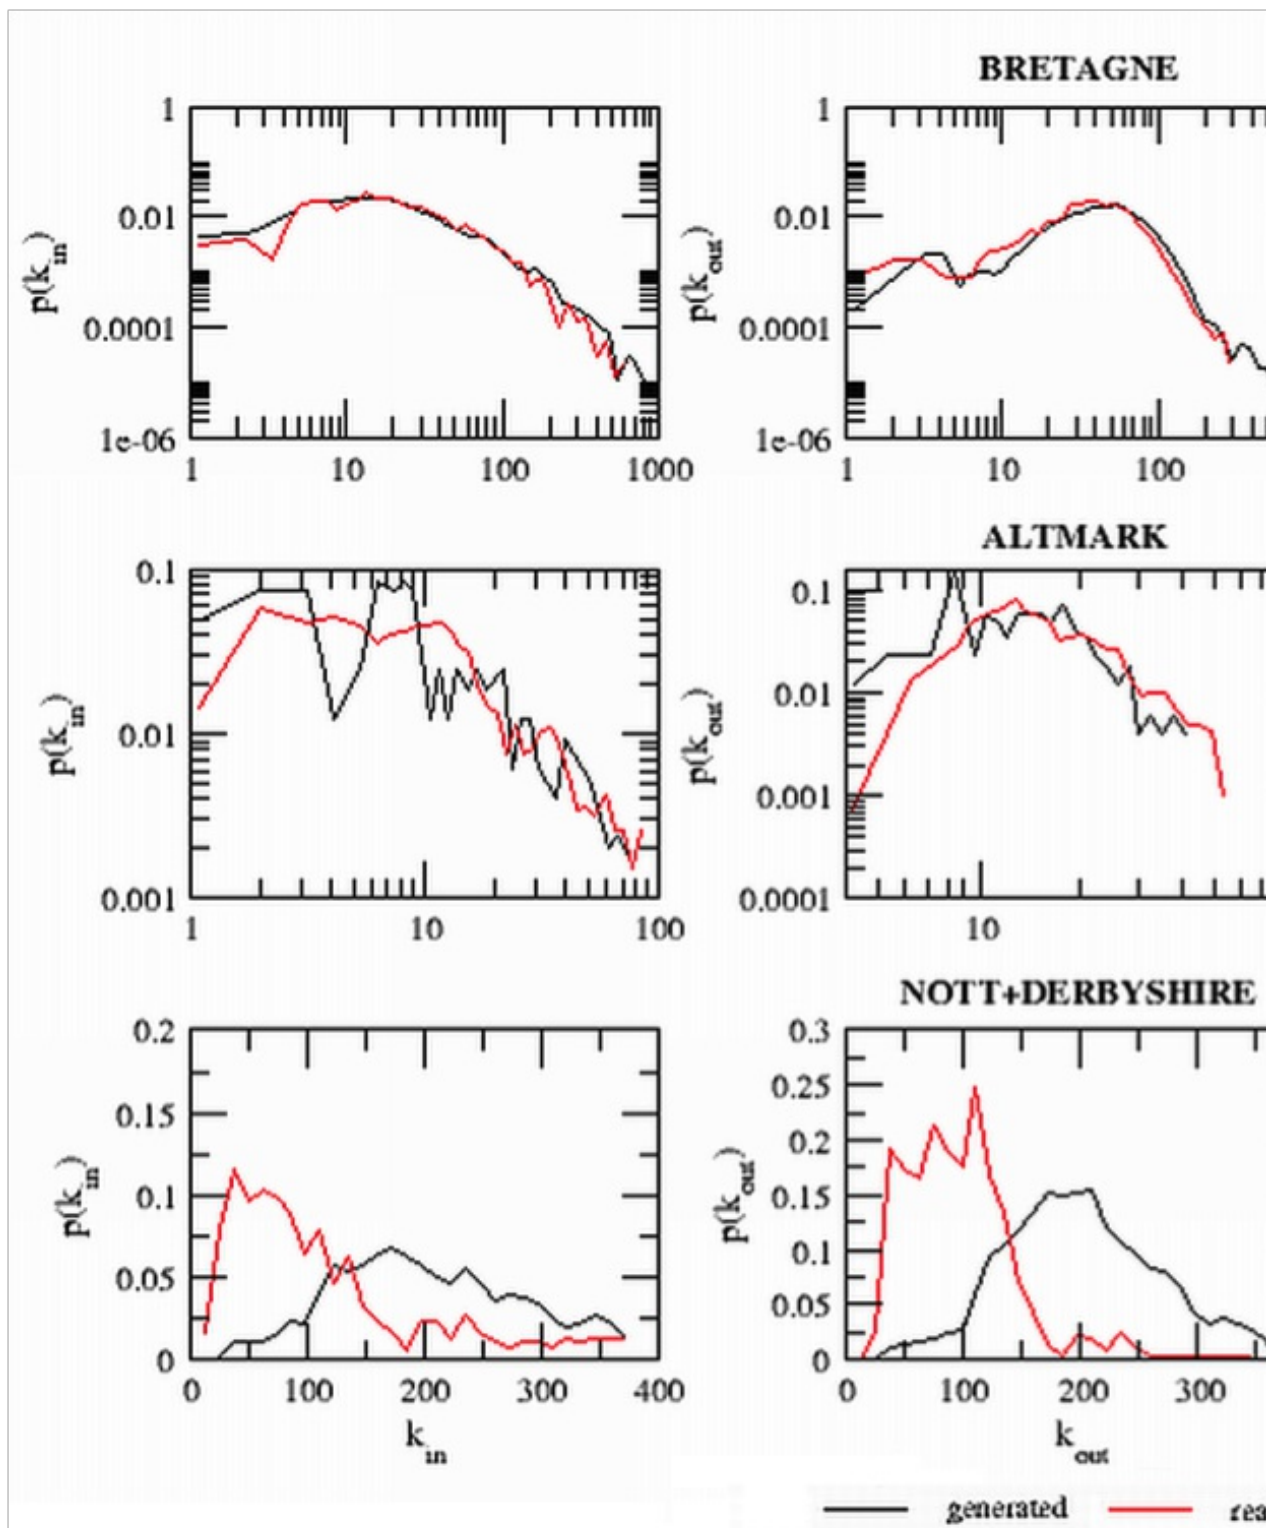 BRETAGNE
1
0.01
0.0001
1e-06
p(k_in)
1 10 100 1000
1
0.01
0.0001
1e-06
p(k_out)
1 10 100
ALTMARK
0.1
0.01
0.001
p(k_in)
1 10 100
0.1
0.01
0.001
0.0001
p(k_out)
10
NOTT+DERBYSHIRE
0.2
0.15
0.1
0.05
0
p(k_in)
0 100 200 300 400
k_in
0.3
0.25
0.2
0.15
0.1
0.05
0
p(k_out)
0 100 200 300
k_out
generated rea